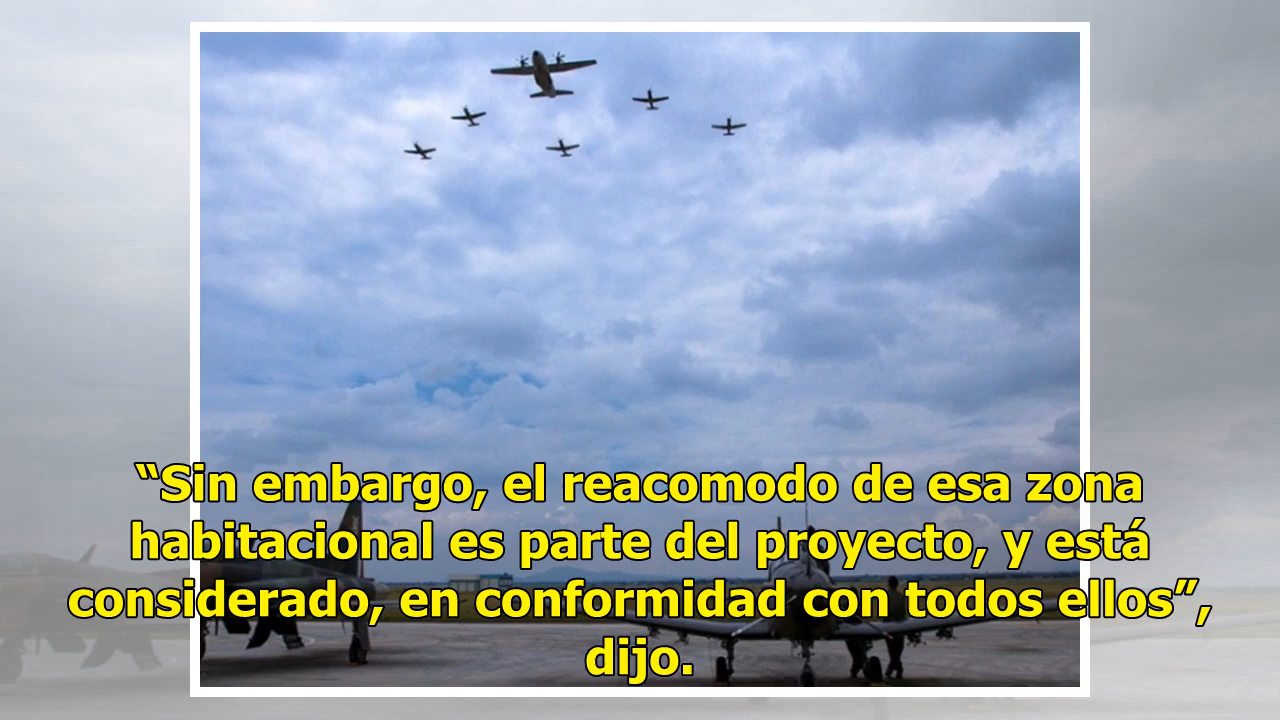 “Sin embargo, el reacomodo de esa zona
habitacional es parte del proyecto, y está
considerado, en conformidad con todos ellos”,
dijo.